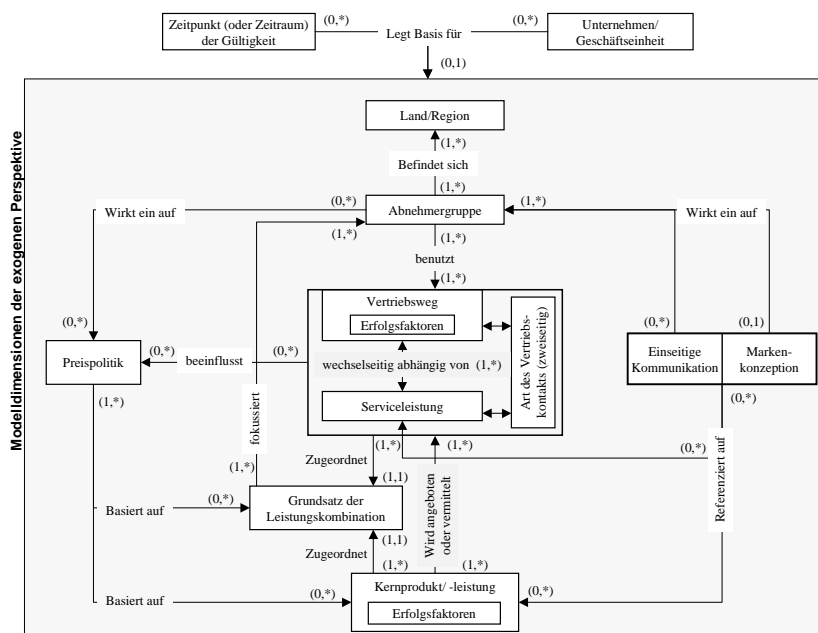 Zeitpunkt (oder Zeitraum)
der Gültigkeit
(0,*)
(0,*)
Unternehmen/
Geschäftseinheit
Legt Basis für
(0,1)
Modelldimensionen der exogenen Perspektive
Land/Region
(1,*)
Befindet sich
(1,*)
Wirkt ein auf
(0,*)
Abnehmergruppe
(1,*)
Wirkt ein auf
(1,*)
(1,*)
benutzt
(1,*)
Vertriebsweg
Erfolgsfaktoren
Art des Vertriebs-
kontakts (zweiseitig)
wechselseitig abhängig von (1,*)
Serviceleistung
(0,*)
Preispolitik
(0,*)
beeinflusst
(0,*)
(1,*)
(0,*)
(0,1)
Einseitige
Kommunikation
Marken-
konzeption
(0,*)
fokussiert
(1,*)
Zugeordnet
(1,*)
(1,*)
(0,*)
(1,1)
Referenziert auf
Basiert auf
(0,*)
Grundsatz der
Leistungskombination
Wird angeboten
oder vermittelt
(1,1)
Zugeordnet
(1,*)
(1,*)
Basiert auf
(0,*)
Kernprodukt/ -leistung
Erfolgsfaktoren
(0,*)